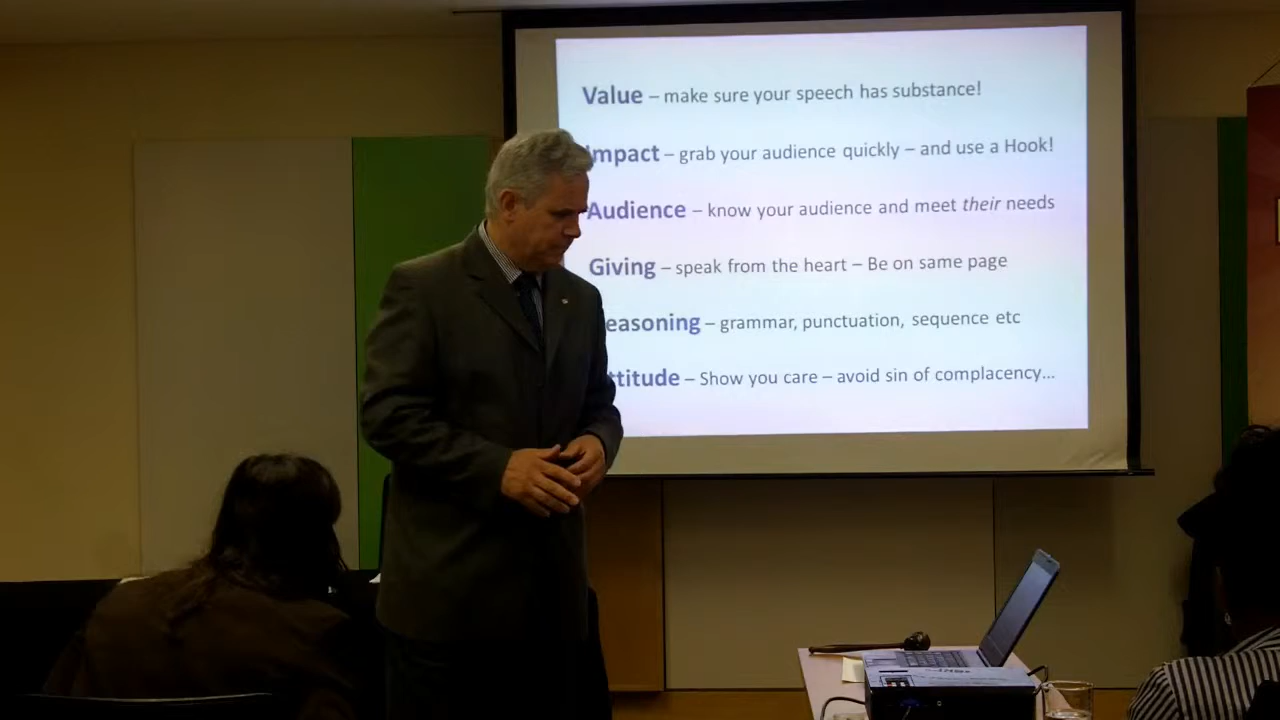 Value – make sure your speech has substance!
mpact – grab your audience quickly – and use a Hook!
Audience – know your audience and meet their needs
Giving – speak from the heart – Be on same page
easoning – grammar, punctuation, sequence etc
ttitude – Show you care – avoid sin of complacency...